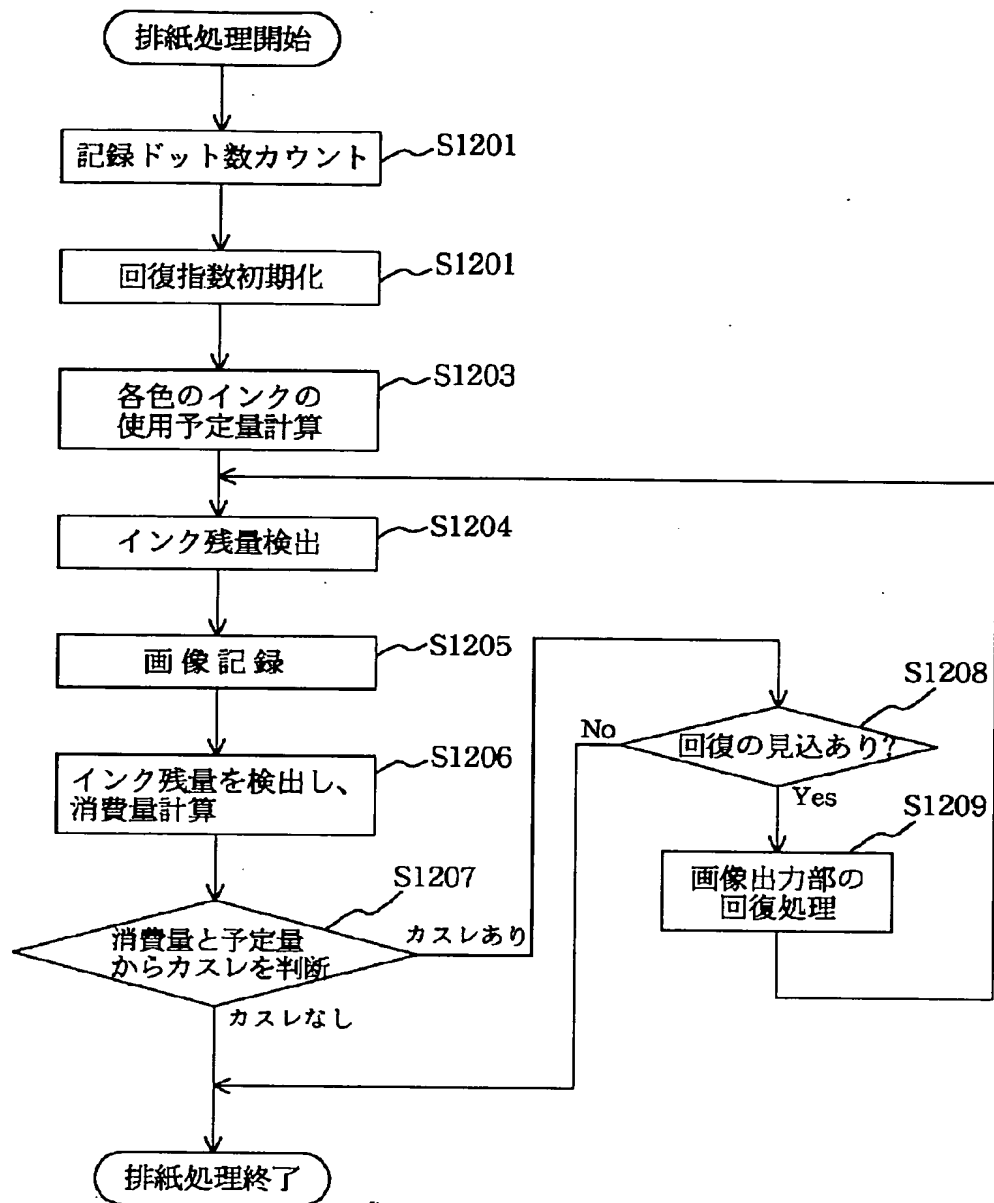 排紙処理開始
記録ドット数カウント
S1201
回復指数初期化
S1201
各色のインクの
使用予定量計算
S1203
インク残量検出
S1204
画像記録
S1205
インク残量を検出し、
消費量計算
S1206
消費量と予定量
からカスレを判断
S1207
カスレあり
カスレなし
回復の見込あり?
S1208
No
Yes
画像出力部の
回復処理
S1209
排紙処理終了